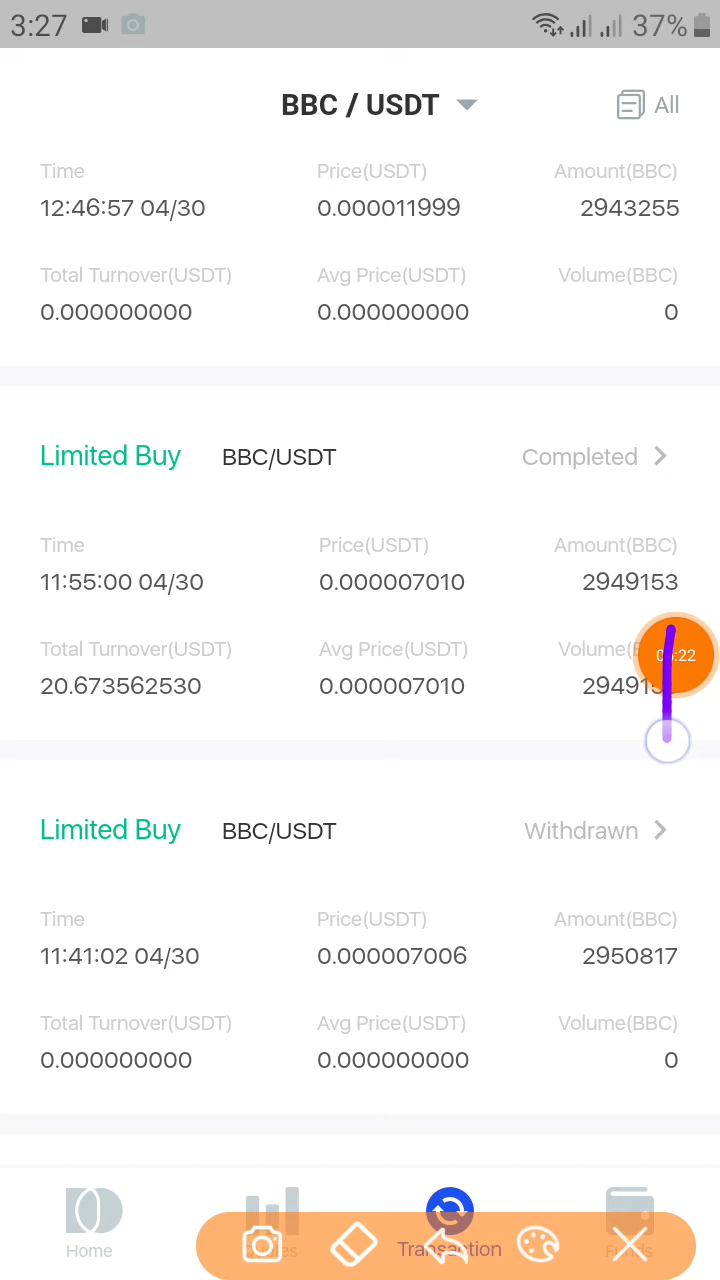 3:27 37%
BBC / USDT All
Time Price(USDT) Amount(BBC)
12:46:57 04/30 0.000011999 2943255
Total Turnover(USDT) Avg Price(USDT) Volume(BBC)
0.000000000 0.000000000 0
Limited Buy BBC/USDT Completed
Time Price(USDT) Amount(BBC)
11:55:00 04/30 0.000007010 2949153
Total Turnover(USDT) Avg Price(USDT)
20.673562530 0.000007010
Limited Buy BBC/USDT Withdrawn
Time Price(USDT) Amount(BBC)
11:41:02 04/30 0.000007006 2950817
Total Turnover(USDT) Avg Price(USDT) Volume(BBC)
0.000000000 0.000000000 0
Home Transaction Funds